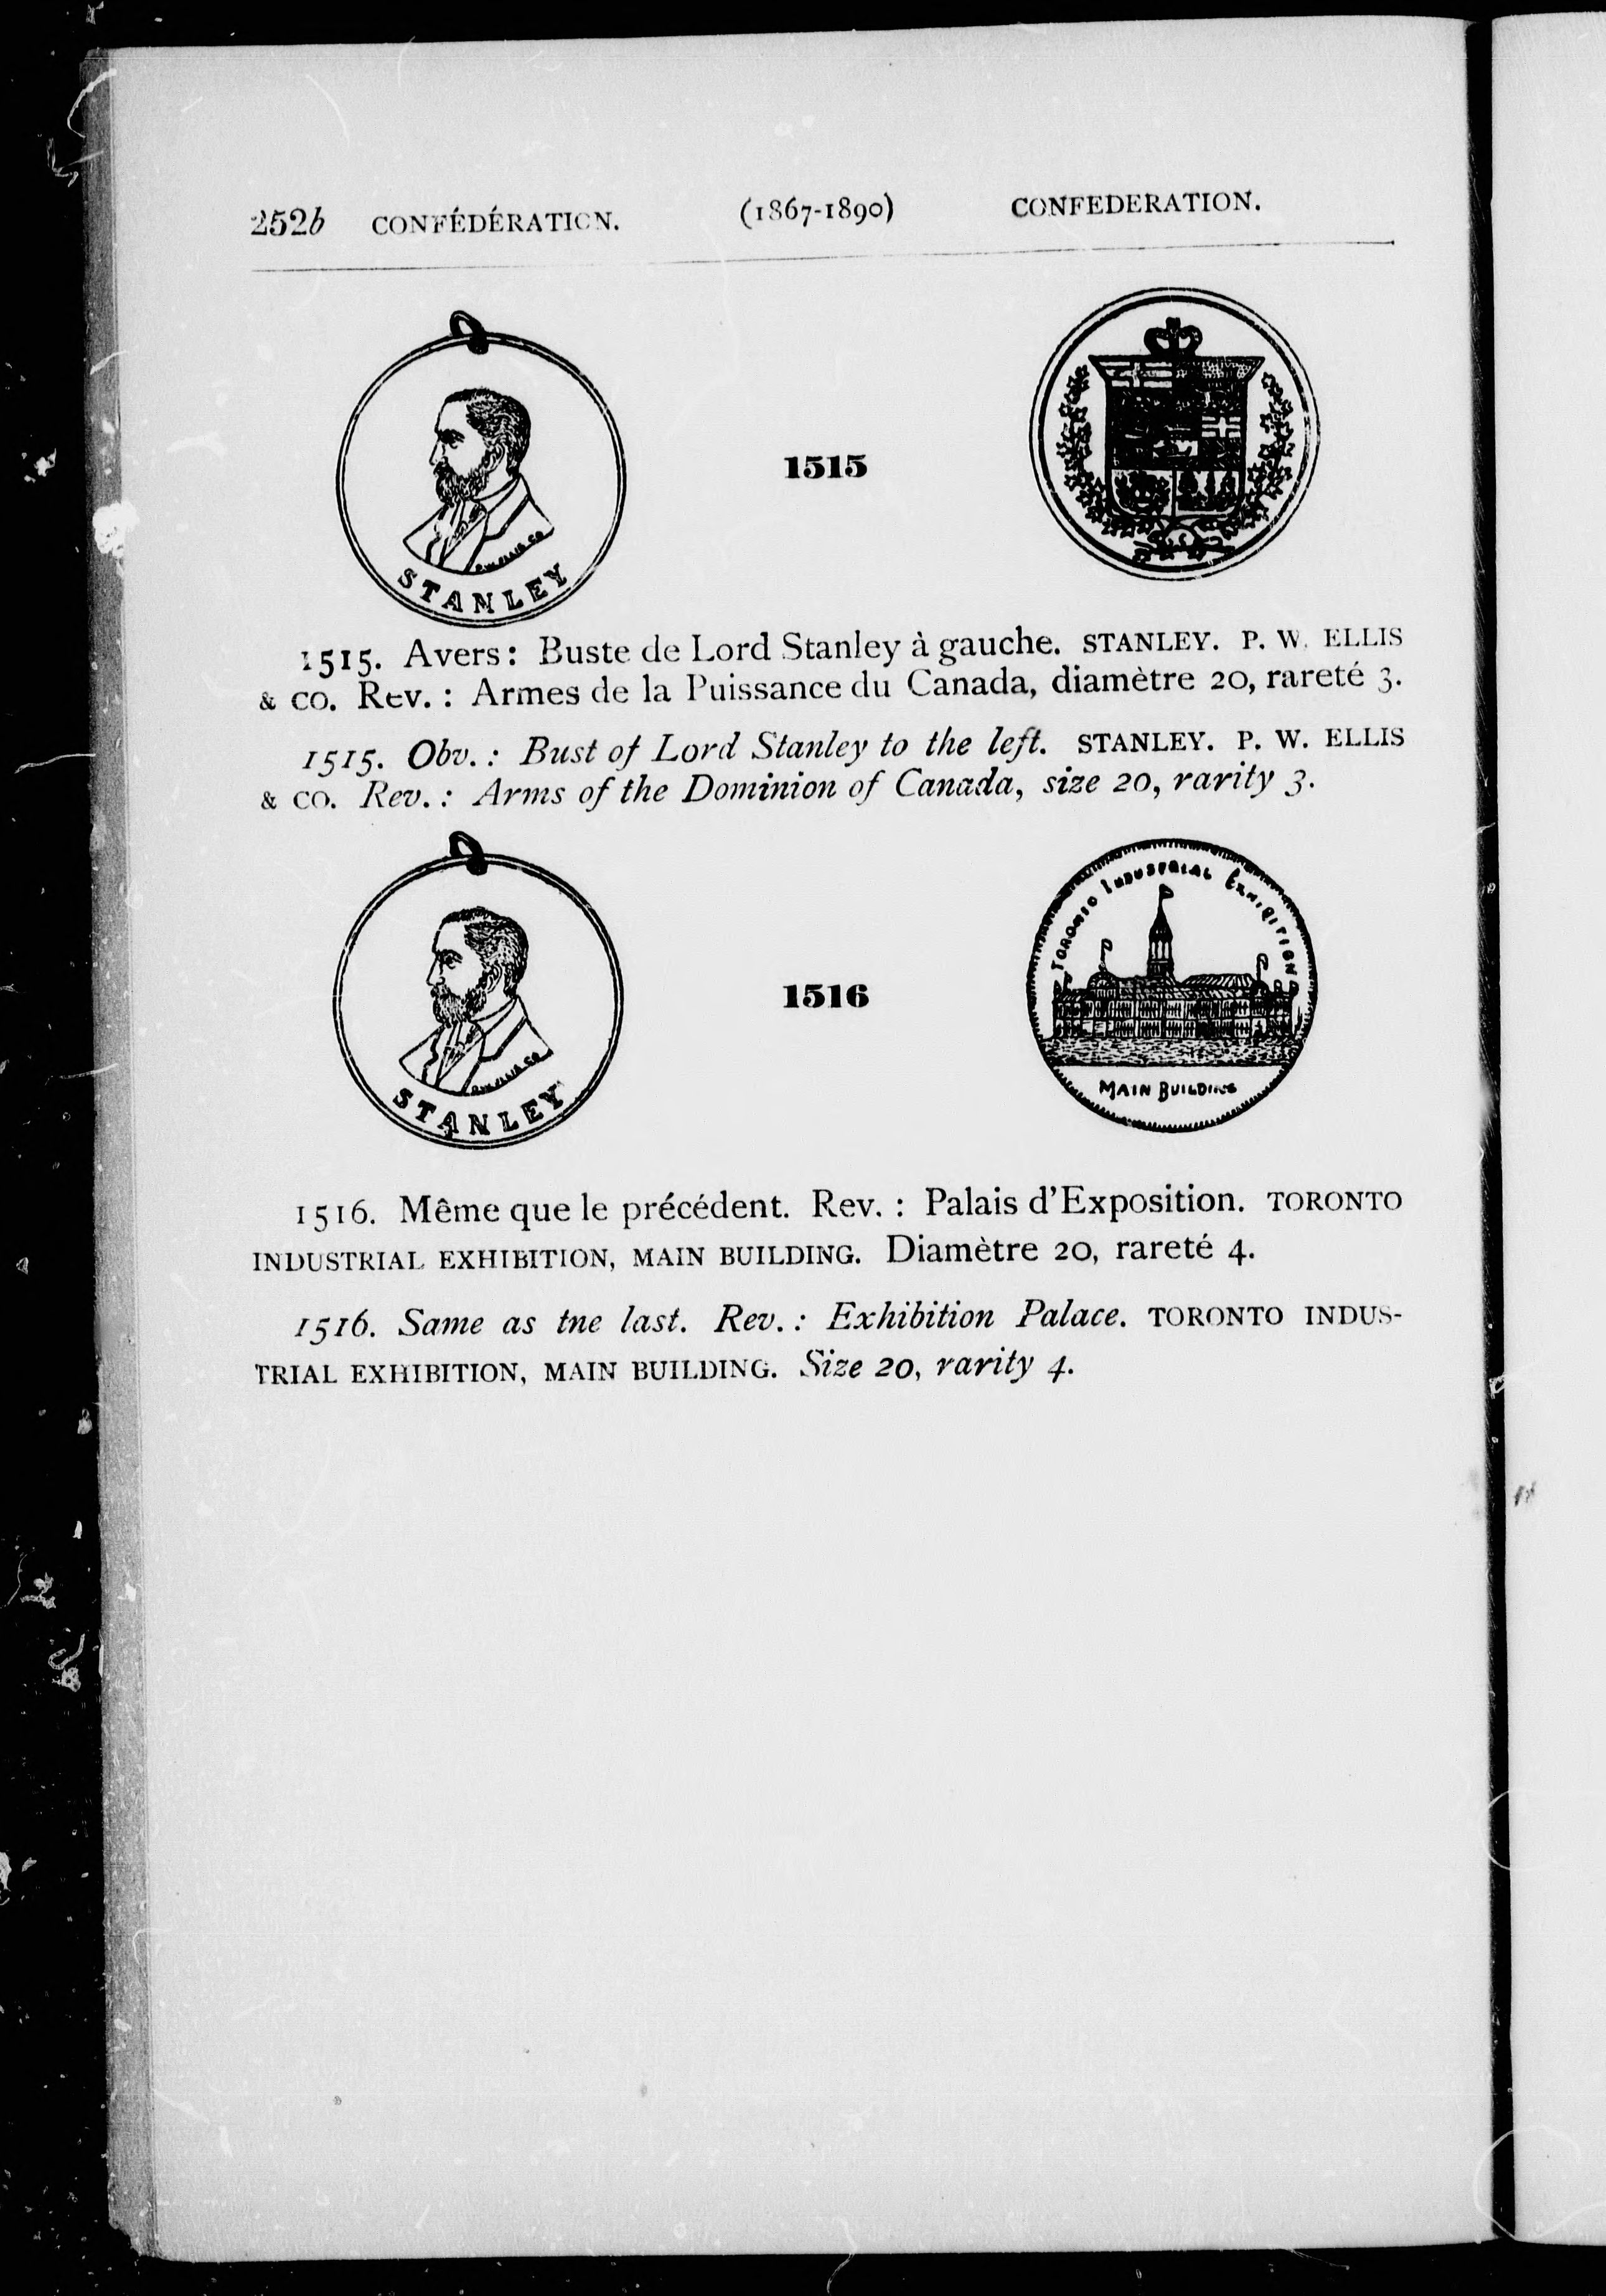 252b CONFÉDÉRATION. (1867-1890) CONFEDERATION.
STANLEY
1515
1515. Avers: Buste de Lord Stanley à gauche. STANLEY. P. W. ELLIS
& CO. Rev. : Armes de la Puissance du Canada, diamètre 20, rareté 3.
1515. Obv. : Bust of Lord Stanley to the left. STANLEY. P. W. ELLIS
& CO. Rev. : Arms of the Dominion of Canada, size 20, rarity 3.
STANLEY
1516
TORONTO INDUSTRIAL EXHIBITION
MAIN BUILDING
1516. Même que le précédent. Rev. : Palais d'Exposition. TORONTO
INDUSTRIAL EXHIBITION, MAIN BUILDING. Diamètre 20, rareté 4.
1516. Same as tne last. Rev. : Exhibition Palace. TORONTO INDUS-
TRIAL EXHIBITION, MAIN BUILDING. Size 20, rarity 4.